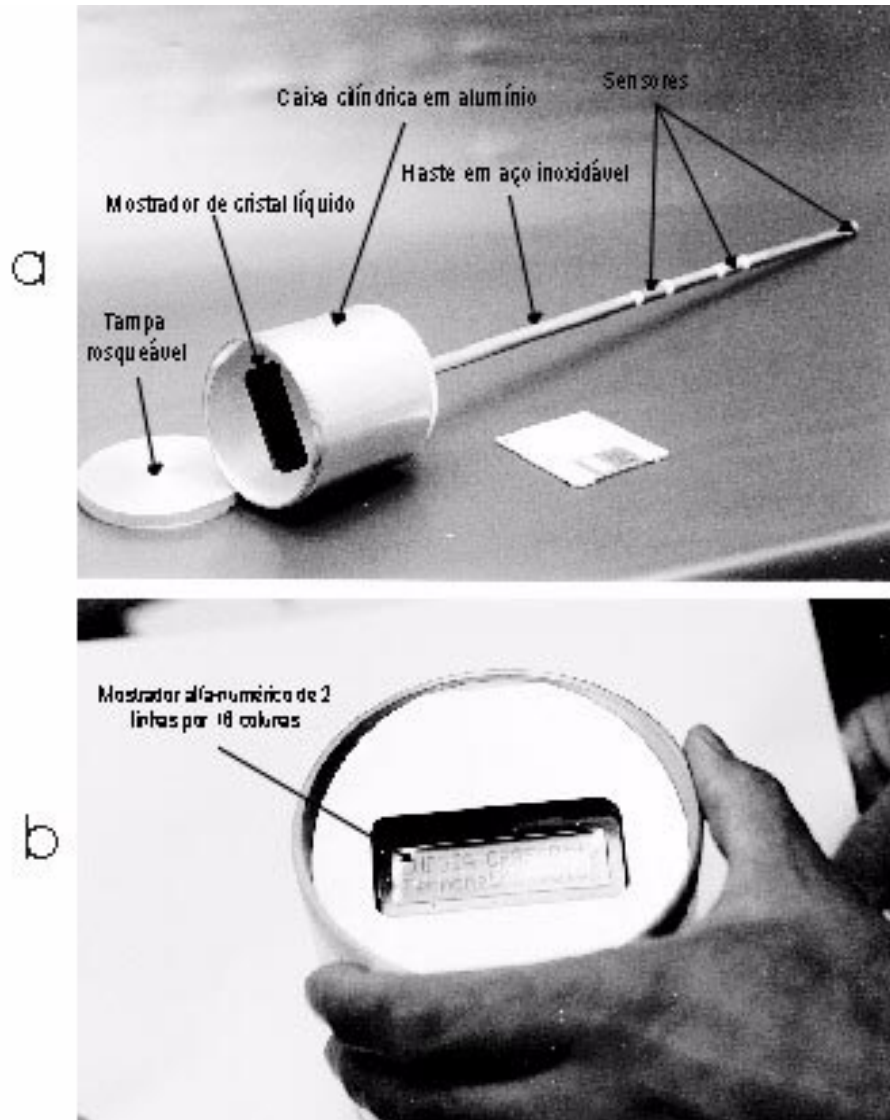 a
Caixa cilíndrica em alumínio
Sensores
Haste em aço inoxidável
Mostrador de cristal líquido
Tampa
rosqueável
b
Mostrador alfa-numérico de 2
linhas por 16 colunas